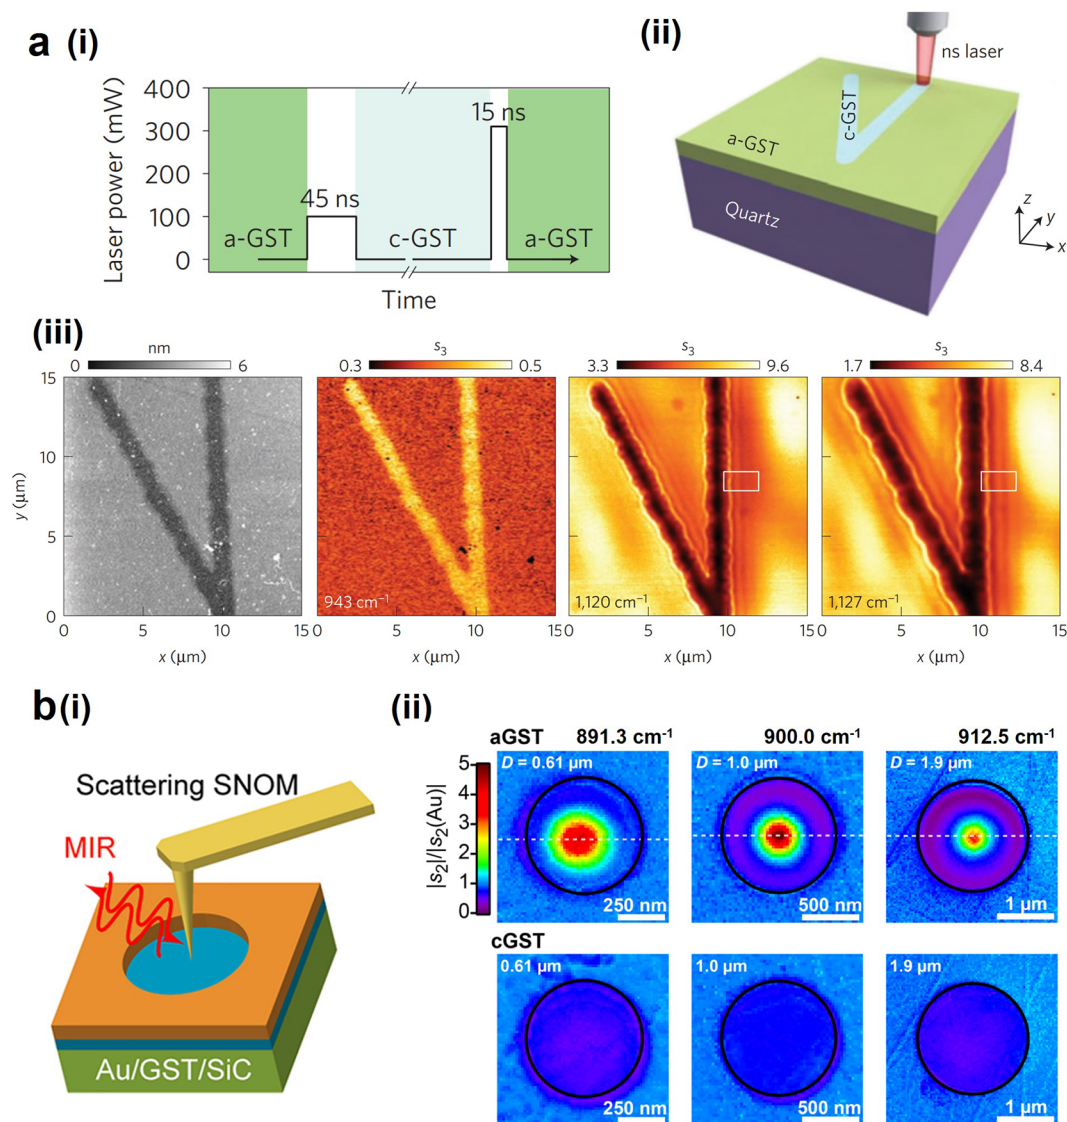 a (i)
Laser power (mW)
400
300
200
100
0
45 ns
15 ns
a-GST
c-GST
a-GST
Time
(ii)
ns laser
c-GST
a-GST
Quartz
z
y
x
(iii)
nm
0 6
s3
0.3 0.5
s3
3.3 9.6
s3
1.7 8.4
15
10
5
0
y (μm)
943 cm⁻¹
1,120 cm⁻¹
1,127 cm⁻¹
0 5 10 15 0 5 10 15 0 5 10 15 0 5 10 15
x (μm) x (μm) x (μm) x (μm)
b (i)
Scattering SNOM
MIR
Au/GST/SiC
(ii)
aGST 891.3 cm⁻¹ 900.0 cm⁻¹ 912.5 cm⁻¹
|s2|/|s2(Au)|
5
4
3
2
1
0
D = 0.61 μm D = 1.0 μm D = 1.9 μm
250 nm 500 nm 1 μm
cGST
0.61 μm 1.0 μm 1.9 μm
250 nm 500 nm 1 μm